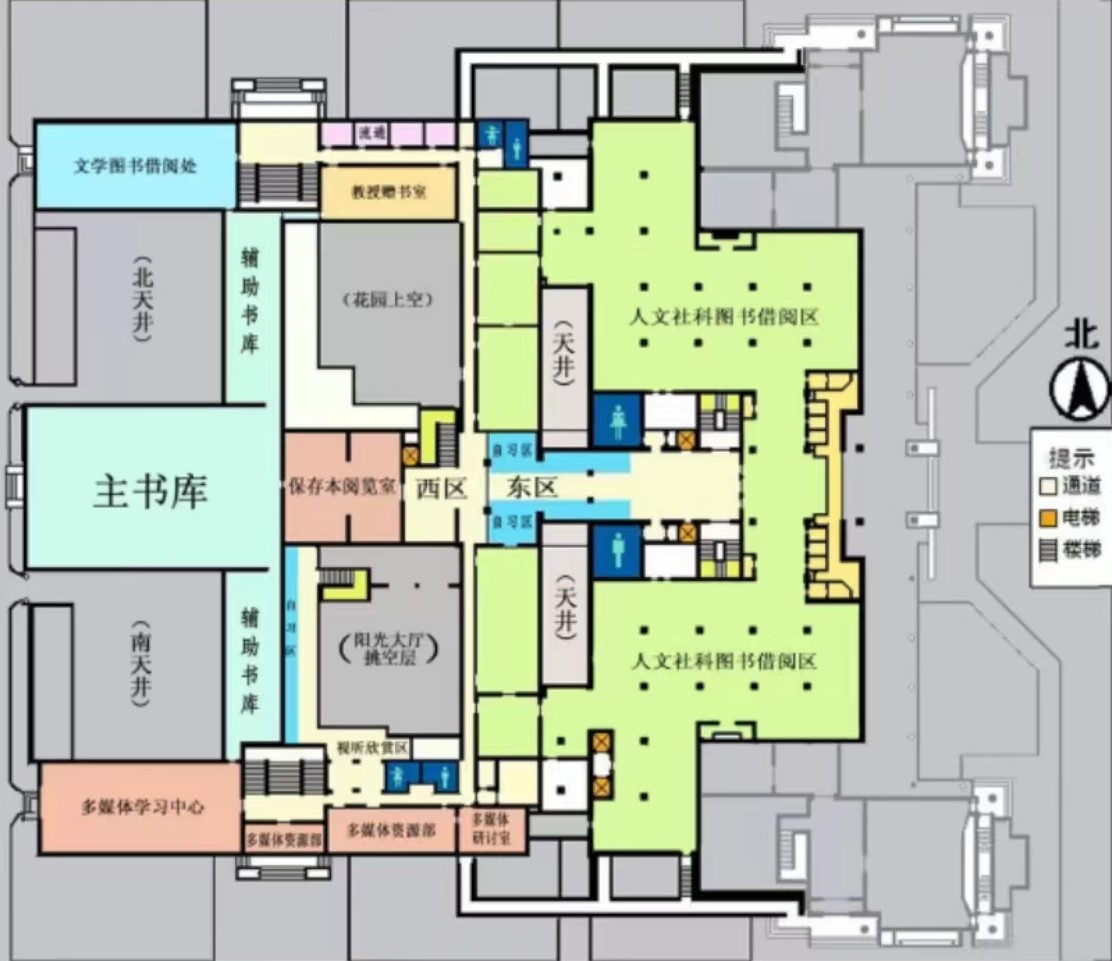 文学图书借阅处
流通
教授赠书室
（北天井）
辅助书库
（花园上空）
（天井）
人文社科图书借阅区
北
提示
通道
电梯
楼梯
主书库
保存本阅览室
西区
自习区
东区
自习区
（南天井）
辅助书库
自习区
（阳光大厅
挑空层）
（天井）
人文社科图书借阅区
视听欣赏区
多媒体学习中心
多媒体资源部
多媒体资源部
多媒体
研讨室